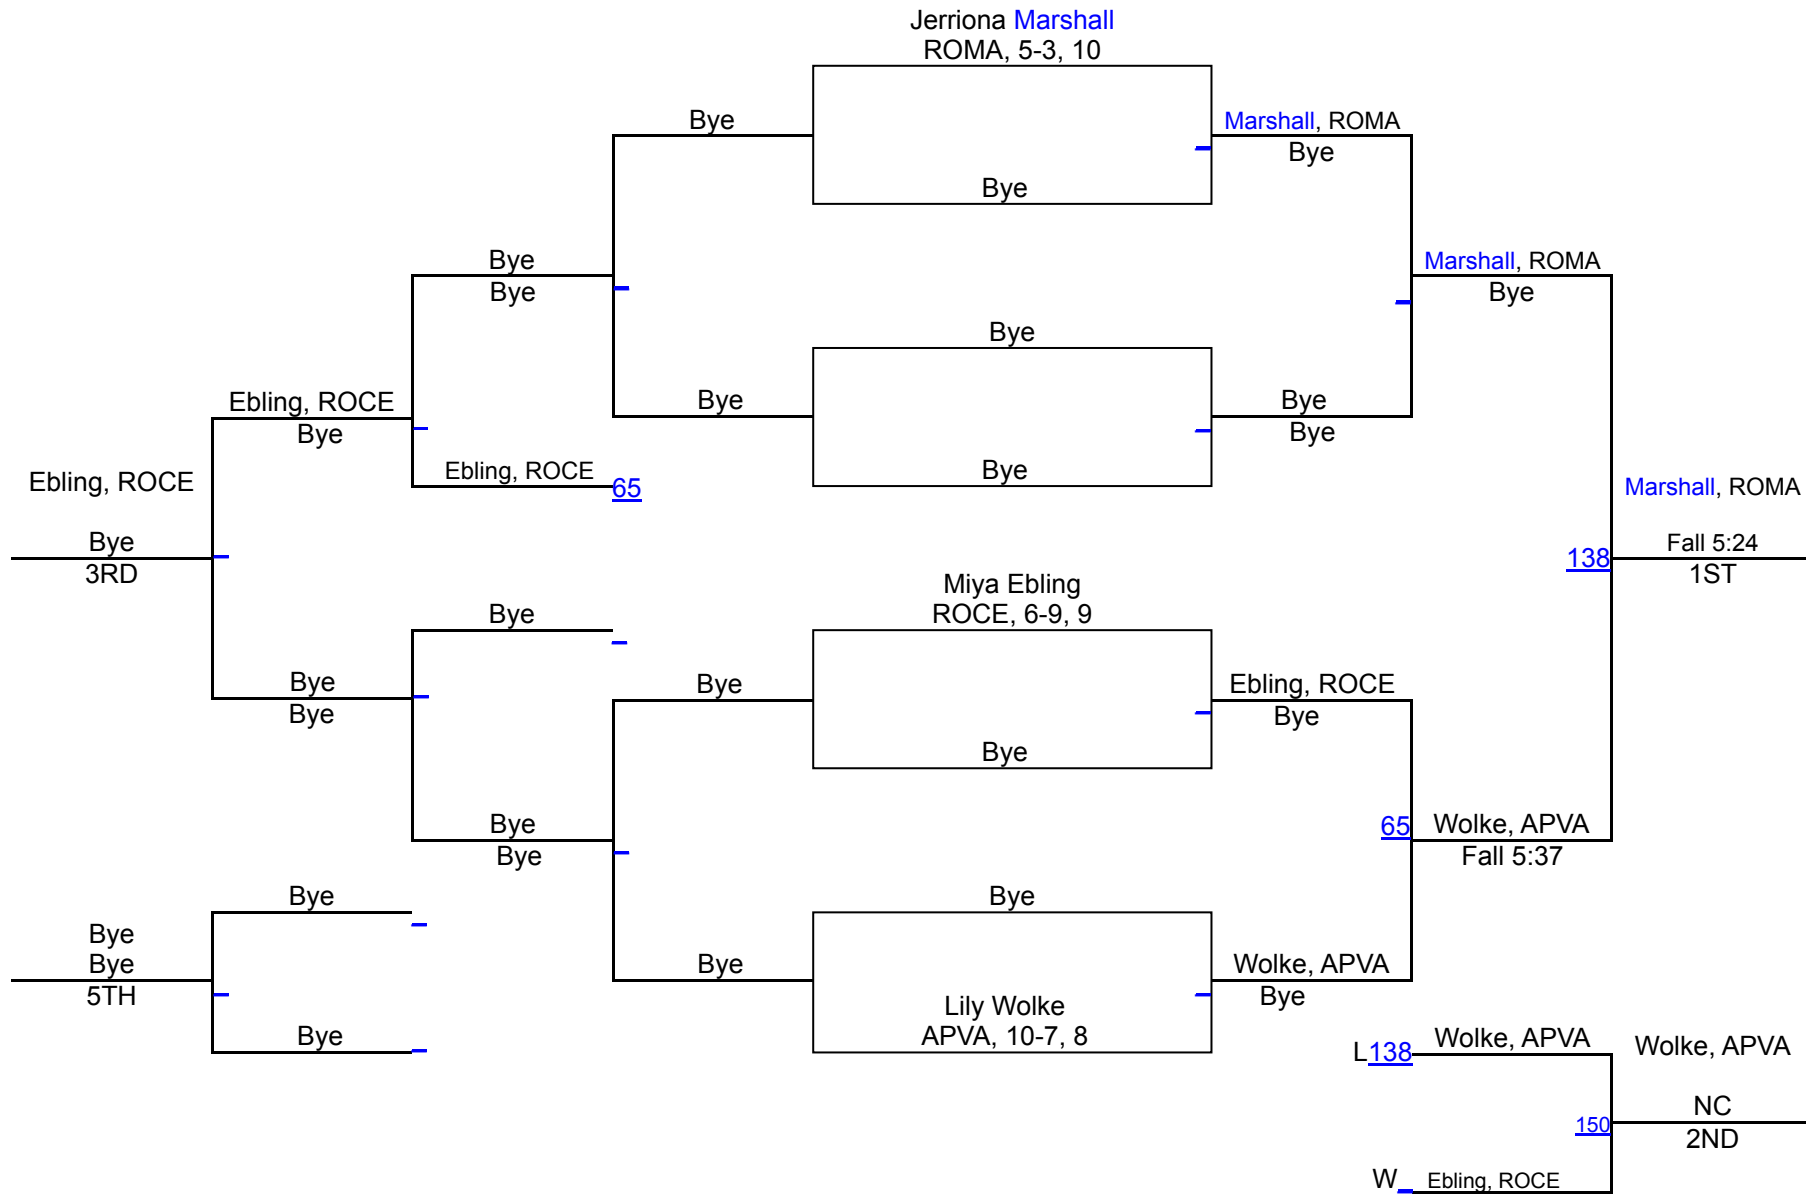 Jerriona Marshall
ROMA, 5-3, 10
Bye
Marshall, ROMA
Bye
Bye
Bye
Bye
Marshall, ROMA
Bye
Bye
Bye
Bye
Bye
Bye
Ebling, ROCE
Bye
Ebling, ROCE
65
Ebling, ROCE
Bye
3RD
Marshall, ROMA
138
Fall 5:24
1ST
Miya Ebling
ROCE, 6-9, 9
Bye
Bye
Bye
Bye
Ebling, ROCE
Bye
Bye
Bye
Bye
65
Wolke, APVA
Fall 5:37
Bye
Bye
Bye
Bye
5TH
Bye
Bye
Lily Wolke
APVA, 10-7, 8
Wolke, APVA
Bye
L138
Wolke, APVA
Wolke, APVA
150
NC
2ND
W
Ebling, ROCE